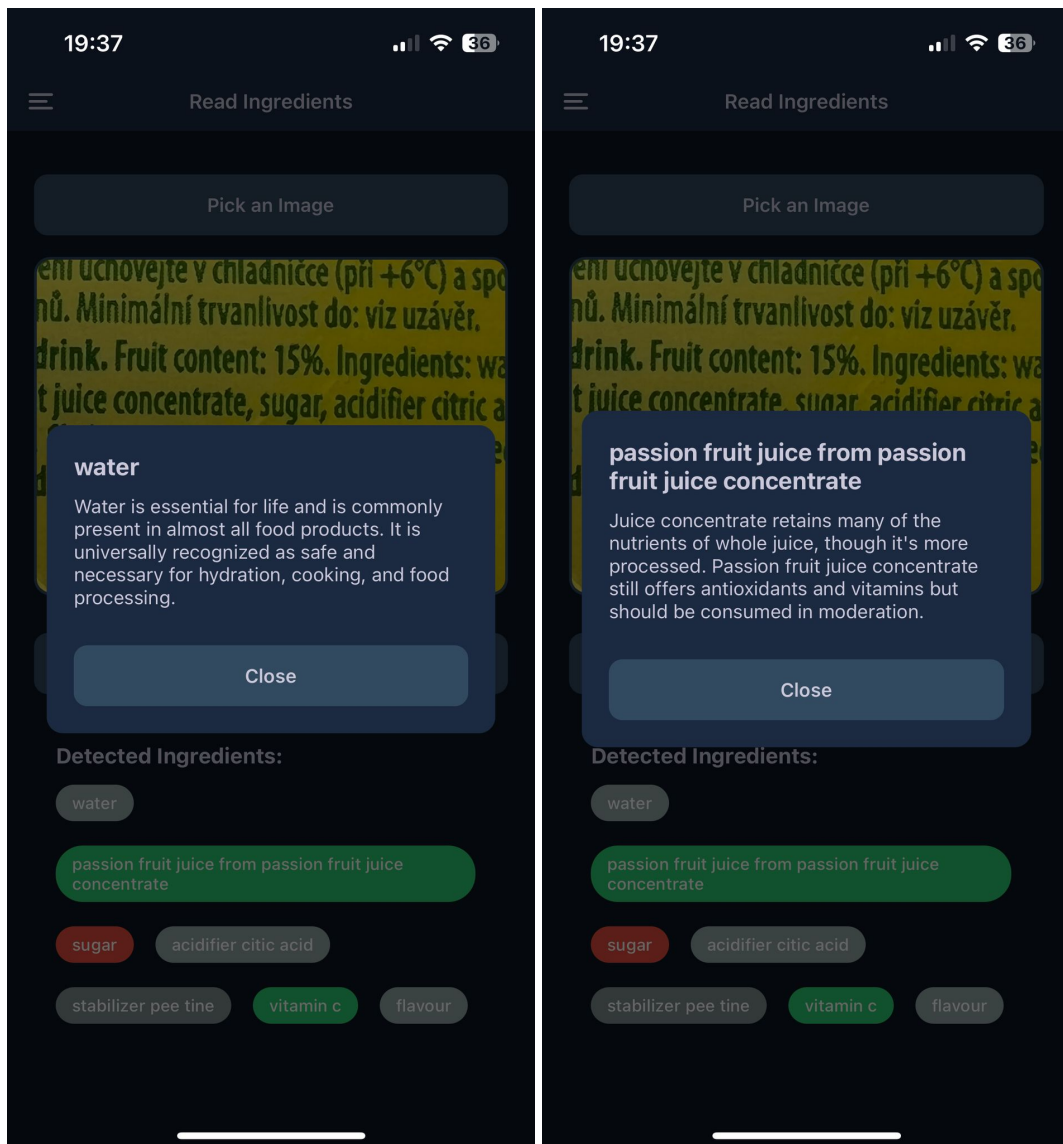 19:37
36
Read Ingredients
Pick an Image
ení uchovejte v chladničce (při +6°C) a spo
nů. Minimální trvanlivost do: viz uzávěr.
drink. Fruit content: 15%. Ingredients: wa
t juice concentrate, sugar, acidifier citric a
water
Water is essential for life and is commonly
present in almost all food products. It is
universally recognized as safe and
necessary for hydration, cooking, and food
processing.
Close
Detected Ingredients:
water
passion fruit juice from passion fruit juice
concentrate
sugar
acidifier citic acid
stabilizer pee tine
vitamin c
flavour
19:37
36
Read Ingredients
Pick an Image
ení uchovejte v chladničce (při +6°C) a spo
nů. Minimální trvanlivost do: viz uzávěr.
drink. Fruit content: 15%. Ingredients: wa
t juice concentrate, sugar, acidifier citric a
passion fruit juice from passion
fruit juice concentrate
Juice concentrate retains many of the
nutrients of whole juice, though it's more
processed. Passion fruit juice concentrate
still offers antioxidants and vitamins but
should be consumed in moderation.
Close
Detected Ingredients:
water
passion fruit juice from passion fruit juice
concentrate
sugar
acidifier citic acid
stabilizer pee tine
vitamin c
flavour